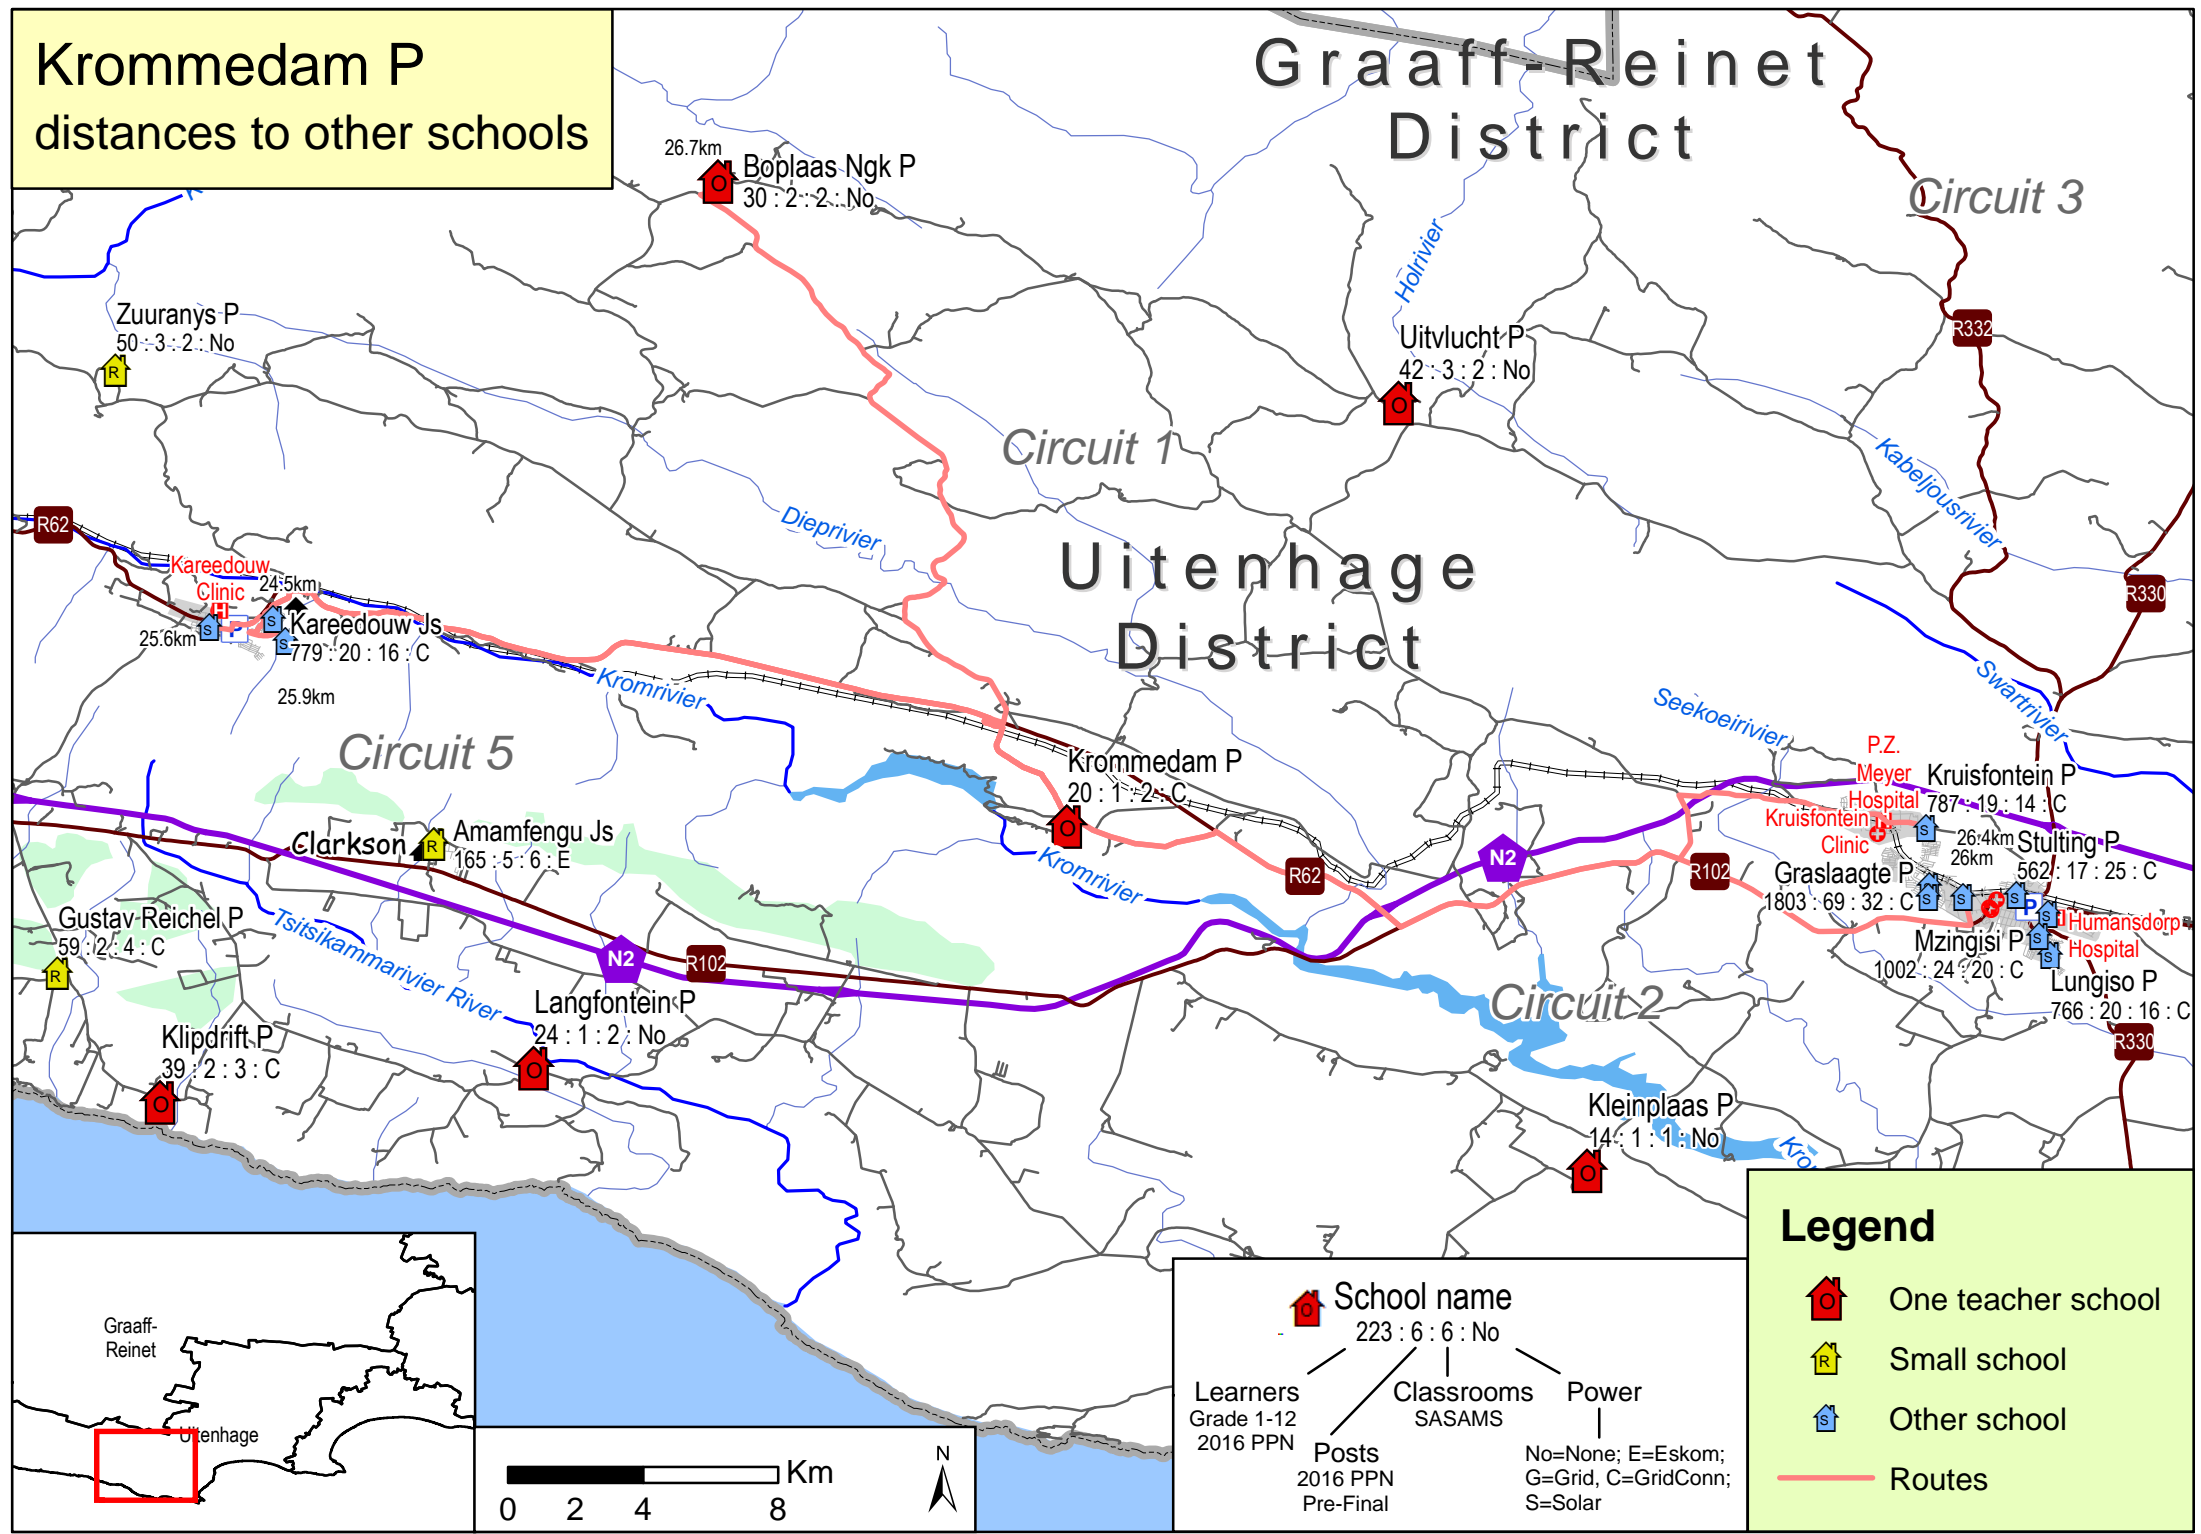 Krommedam P
distances to other schools
Graaff-Reinet
District
Circuit 3
26.7km
Boplaas Ngk P
30 : 2 : 2 : No
Holrivier
R332
Zuuranys P
50 : 3 : 2 : No
R
Uitvlucht P
42 : 3 : 2 : No
O
Circuit 1
Kabeljousrivier
R62
Dieprivier
Uitenhage
District
Kareedouw
Clinic
24.5km
R330
H
S
P
25.6km
Kareedouw Js
779 : 20 : 16 : C
25.9km
Kromrivier
Swartrivier
Seekoeirivier
Circuit 5
P.Z.
Meyer
Hospital
Kruisfontein P
787 : 19 : 14 : C
Krommedam P
20 : 1 : 2 : C
O
Kruisfontein
Clinic
26.4km
26km
Stulting P
562 : 17 : 25 : C
Clarkson
Amamfengu Js
165 : 5 : 6 : E
R
Kromrivier
N2
R62
R102
Graslaagte P
1803 : 69 : 32 : C
P
Humansdorp
Hospital
Gustav Reichel P
59 : 2 : 4 : C
R
Tsitsikammarivier River
N2
R102
Mzingisi P
1002 : 24 : 20 : C
Lungiso P
766 : 20 : 16 : C
Langfontein P
24 : 1 : 2 : No
O
Circuit 2
R330
Klipdrift P
39 : 2 : 3 : C
O
Kleinplaas P
14 : 1 : 1 : No
O
Kro
Graaff-
Reinet
Uitenhage
0 2 4 8
Km
N
O
School name
223 : 6 : 6 : No
Learners
Grade 1-12
2016 PPN
Posts
2016 PPN
Pre-Final
Classrooms
SASAMS
Power
No=None; E=Eskom;
G=Grid, C=GridConn;
S=Solar
Legend
O One teacher school
R Small school
S Other school
Routes